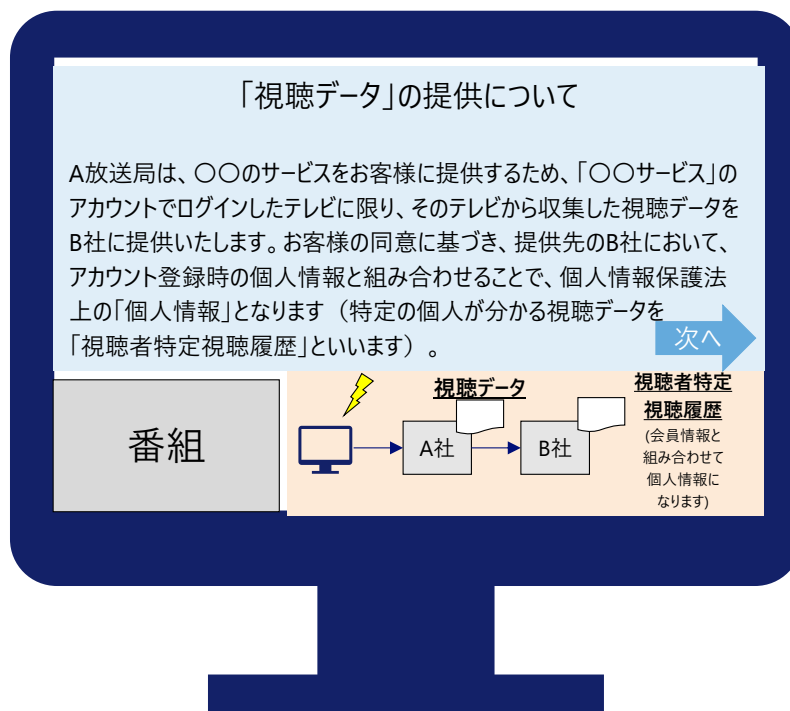 「視聴データ」の提供について
A放送局は、〇〇のサービスをお客様に提供するため、「〇〇サービス」の
アカウントでログインしたテレビに限り、そのテレビから収集した視聴データを
B社に提供いたします。お客様の同意に基づき、提供先のB社において、
アカウント登録時の個人情報と組み合わせることで、個人情報保護法
上の「個人情報」となります（特定の個人が分かる視聴データを
「視聴者特定視聴履歴」といいます）。
次へ
番組
視聴データ
A社
B社
視聴者特定
視聴履歴
(会員情報と
組み合わせて
個人情報に
なります)